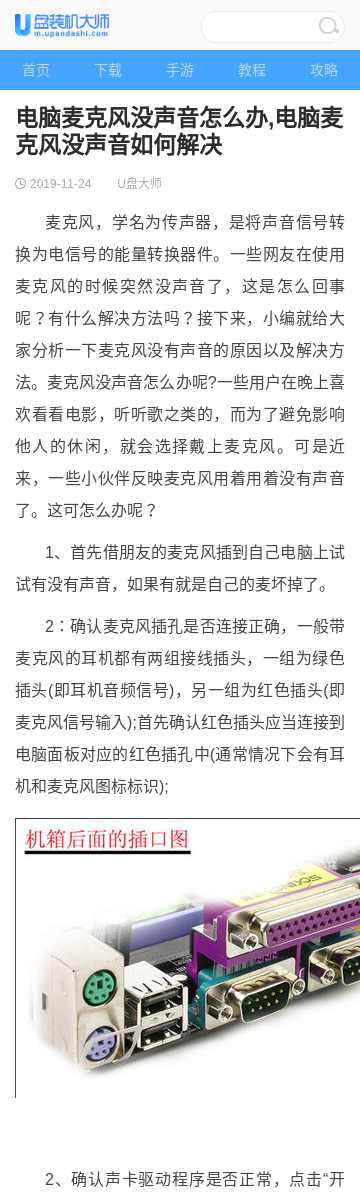 U盘装机大师
m.upandashi.com
首页 下载 手游 教程 攻略
电脑麦克风没声音怎么办,电脑麦
克风没声音如何解决
2019-11-24 U盘大师
麦克风，学名为传声器，是将声音信号转
换为电信号的能量转换器件。一些网友在使用
麦克风的时候突然没声音了，这是怎么回事
呢？有什么解决方法吗？接下来，小编就给大
家分析一下麦克风没有声音的原因以及解决方
法。麦克风没声音怎么办呢?一些用户在晚上喜
欢看看电影，听听歌之类的，而为了避免影响
他人的休闲，就会选择戴上麦克风。可是近
来，一些小伙伴反映麦克风用着用着没有声音
了。这可怎么办呢？
1、首先借朋友的麦克风插到自己电脑上试
试有没有声音，如果有就是自己的麦坏掉了。
2：确认麦克风插孔是否连接正确，一般带
麦克风的耳机都有两组接线插头，一组为绿色
插头(即耳机音频信号)，另一组为红色插头(即
麦克风信号输入);首先确认红色插头应当连接到
电脑面板对应的红色插孔中(通常情况下会有耳
机和麦克风图标标识);
机箱后面的插口图
2、确认声卡驱动程序是否正常，点击“开